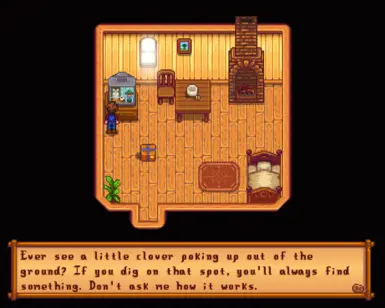 Ever see a little clover poking up out of the
ground? If you dig on that spot, you'll always find
something. Don't ask me how it works.